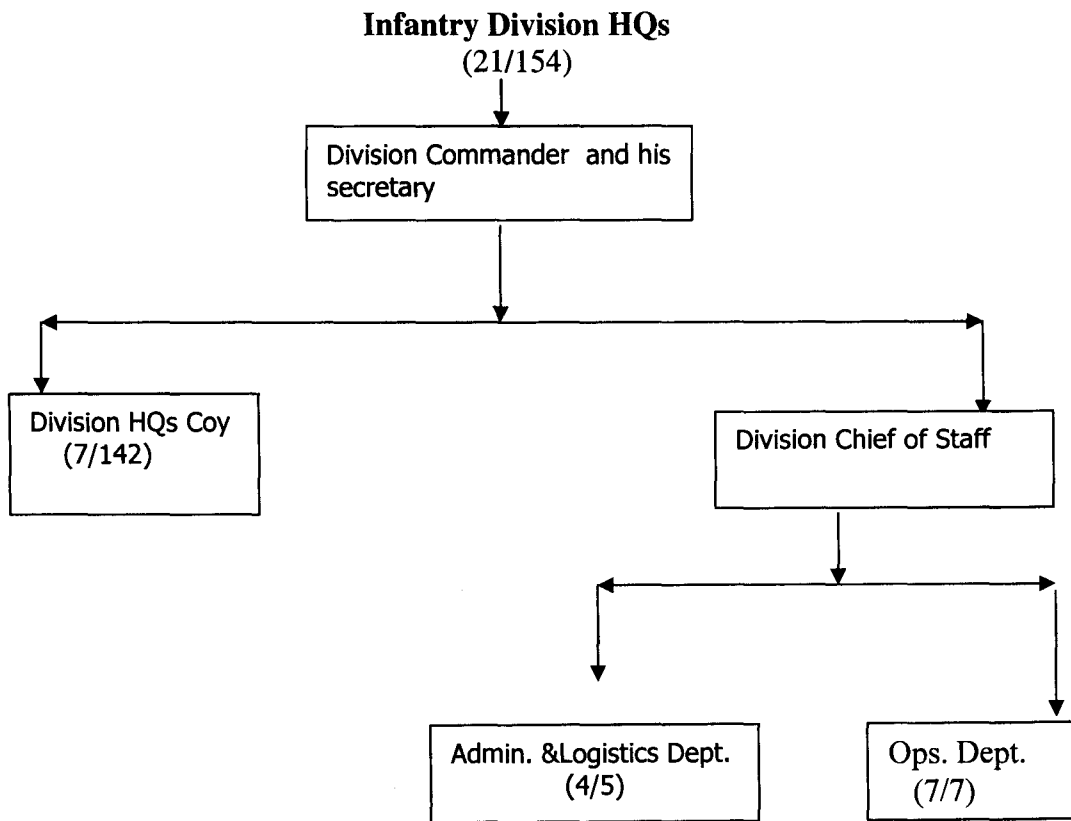 Infantry Division HQs
(21/154)
Division Commander and his
secretary
Division HQs Coy
(7/142)
Division Chief of Staff
Admin. &Logistics Dept.
(4/5)
Ops. Dept.
(7/7)